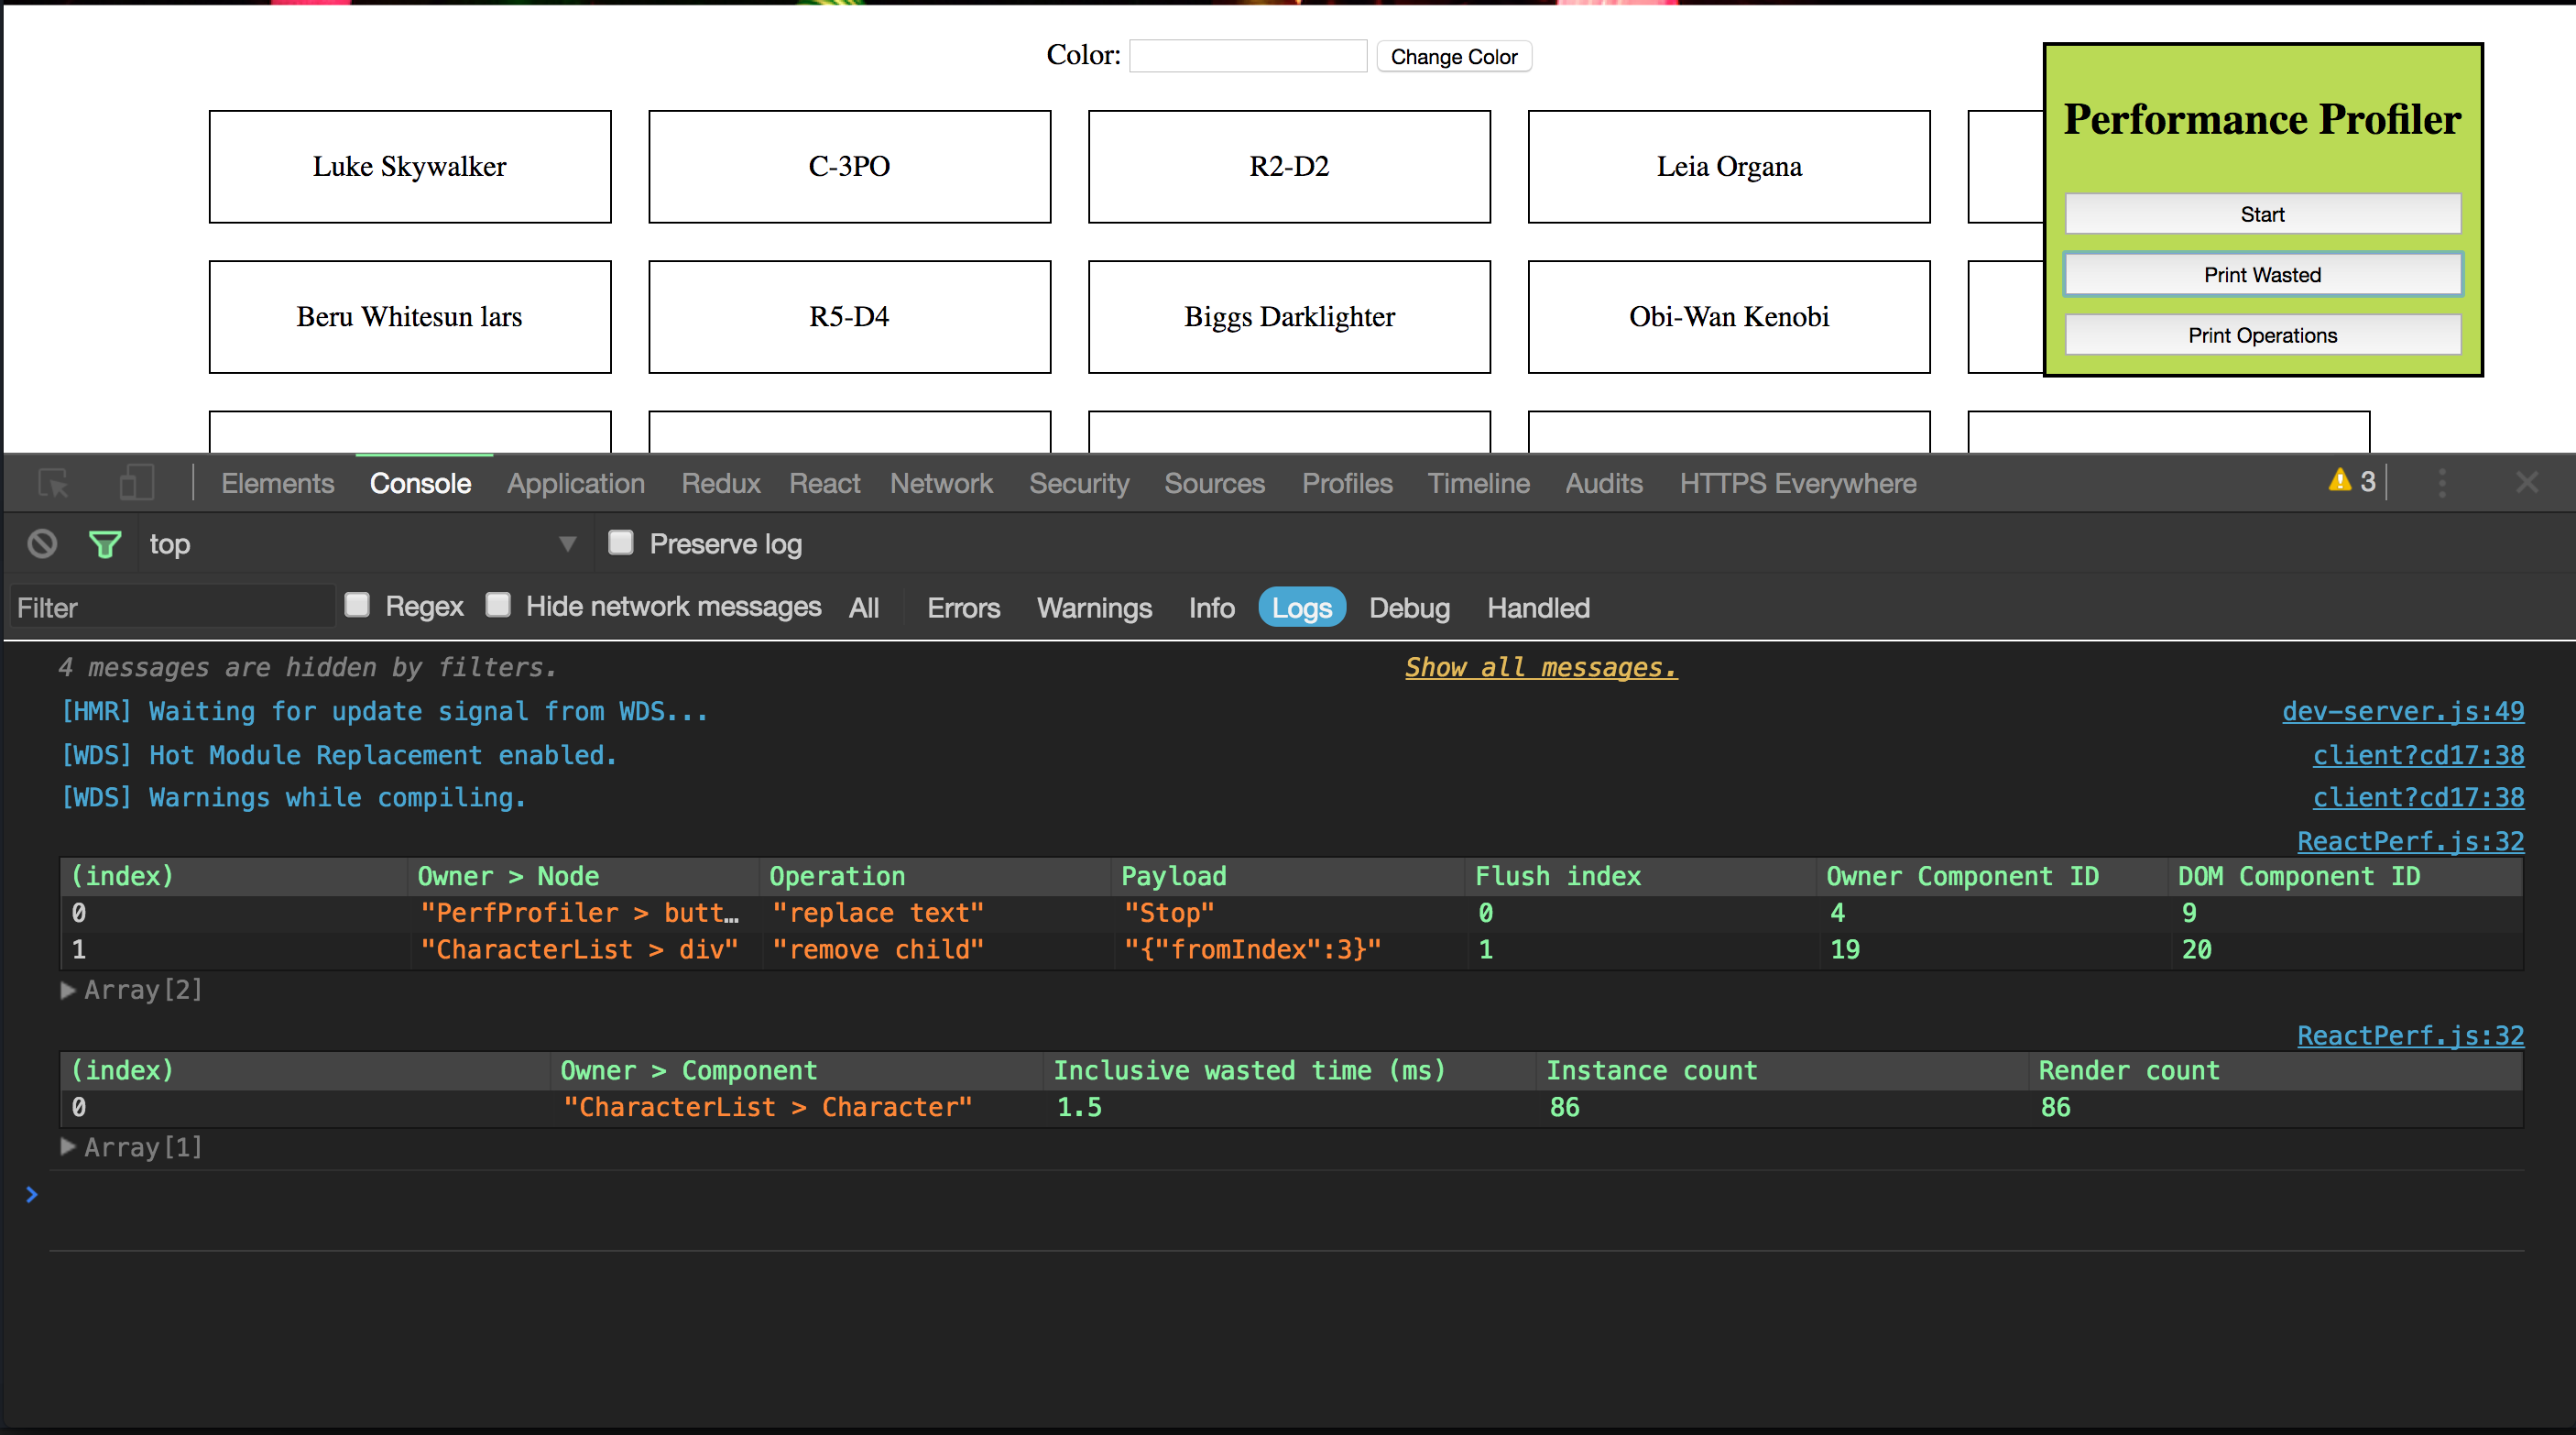 Color: Change Color
Performance Profiler
Luke Skywalker C-3PO R2-D2 Leia Organa
Start
Print Wasted
Beru Whitesun lars R5-D4 Biggs Darklighter Obi-Wan Kenobi
Print Operations
Elements Console Application Redux React Network Security Sources Profiles Timeline Audits HTTPS Everywhere 3
top Preserve log
Filter Regex Hide network messages All Errors Warnings Info Logs Debug Handled
4 messages are hidden by filters. Show all messages.
[HMR] Waiting for update signal from WDS... dev-server.js:49
[WDS] Hot Module Replacement enabled. client?cd17:38
[WDS] Warnings while compiling. client?cd17:38
ReactPerf.js:32
(index) Owner > Node Operation Payload Flush index Owner Component ID DOM Component ID
0 "PerfProfiler > butt… "replace text" "Stop" 0 4 9
1 "CharacterList > div" "remove child" "{"fromIndex":3}" 1 19 20
Array[2]
ReactPerf.js:32
(index) Owner > Component Inclusive wasted time (ms) Instance count Render count
0 "CharacterList > Character" 1.5 86 86
Array[1]